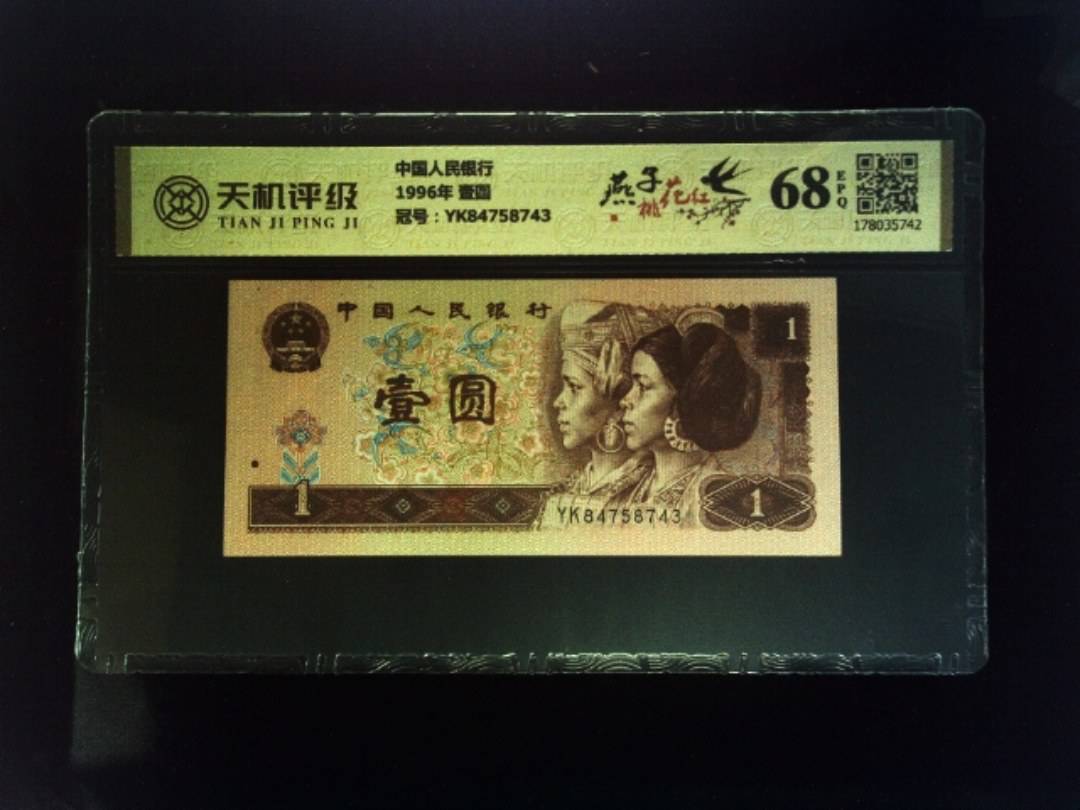 天机评级
TIAN JI PING JI
中国人民银行
1996年 壹圆
冠号：YK84758743
燕子
桃花红
68
EPQ
178035742
中国人民银行
壹圆
1
1
1
YK84758743